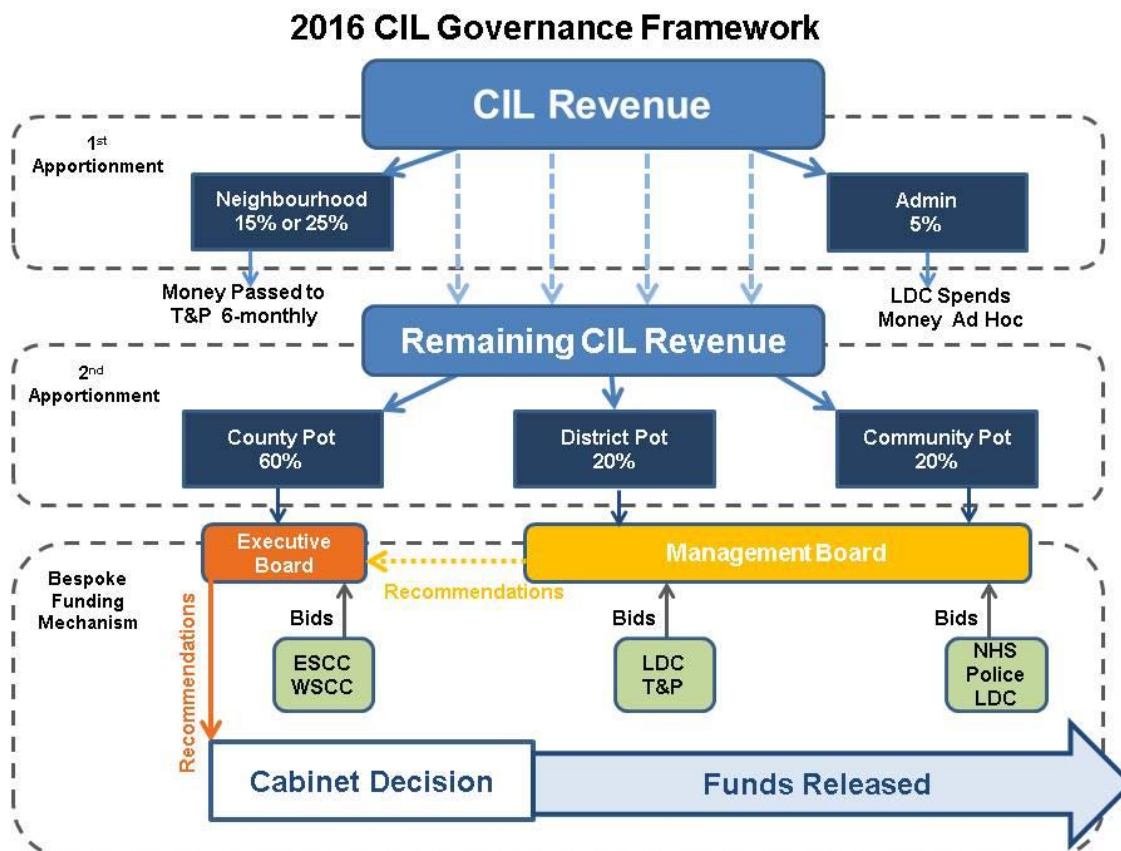 2016 CIL Governance Framework
CIL Revenue
1st
Apportionment
Neighbourhood
15% or 25%
Admin
5%
Money Passed to
T&P 6-monthly
LDC Spends
Money Ad Hoc
Remaining CIL Revenue
2nd
Apportionment
County Pot
60%
District Pot
20%
Community Pot
20%
Executive
Board
Management Board
Bespoke
Funding
Mechanism
Recommendations
Recommendations
Bids
Bids
Bids
ESCC
WSCC
LDC
T&P
NHS
Police
LDC
Cabinet Decision
Funds Released